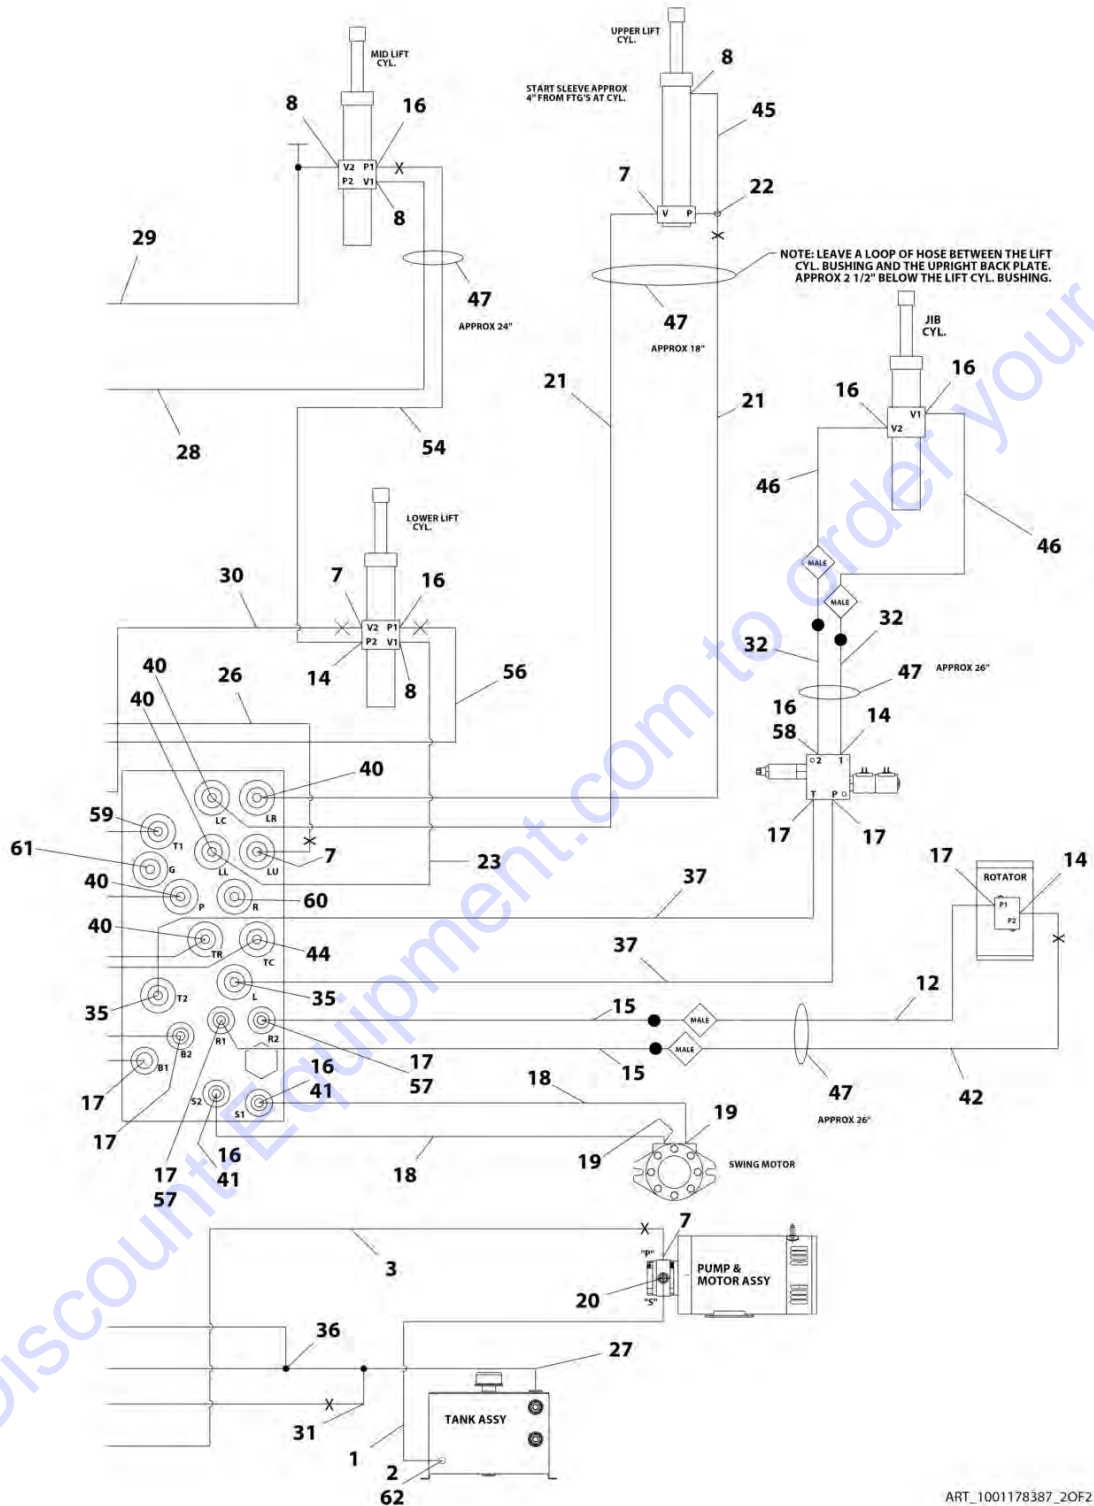 MID LIFT
CYL.
UPPER LIFT
CYL.
8
START SLEEVE APPROX
4" FROM FTG'S AT CYL.
8
16
45
V2 P1
P2 V1
7
22
V P
8
29
NOTE: LEAVE A LOOP OF HOSE BETWEEN THE LIFT
CYL. BUSHING AND THE UPRIGHT BACK PLATE.
APPROX 2 1/2" BELOW THE LIFT CYL. BUSHING.
47
APPROX 24"
47
APPROX 18"
JIB
CYL.
16
16
21
21
V1
V2
28
54
46
46
LOWER LIFT
CYL.
MALE
MALE
30
7
16
V2 P1
P2 V1
32
32
40
26
14
8
56
47
APPROX 26"
40
16
58
14
40
2 1
T P
LC
LR
59
T1
17
17
61
G
LL
LU
7
23
17
14
ROTATOR
40
P
R
60
37
P1
P2
40
TR
TC
44
37
12
35
T2
L
35
15
MALE
R1
R2
MALE
B2
17
57
15
B1
16
41
18
47
42
17
S2
S1
APPROX 26"
17
19
16
41
19
17
57
18
SWING MOTOR
3
7
"P"
PUMP &
MOTOR ASSY
20
"S"
36
27
TANK ASSY
31
1
2
62
Discount-Equipment.com to order your
ART_1001178387_2OF2